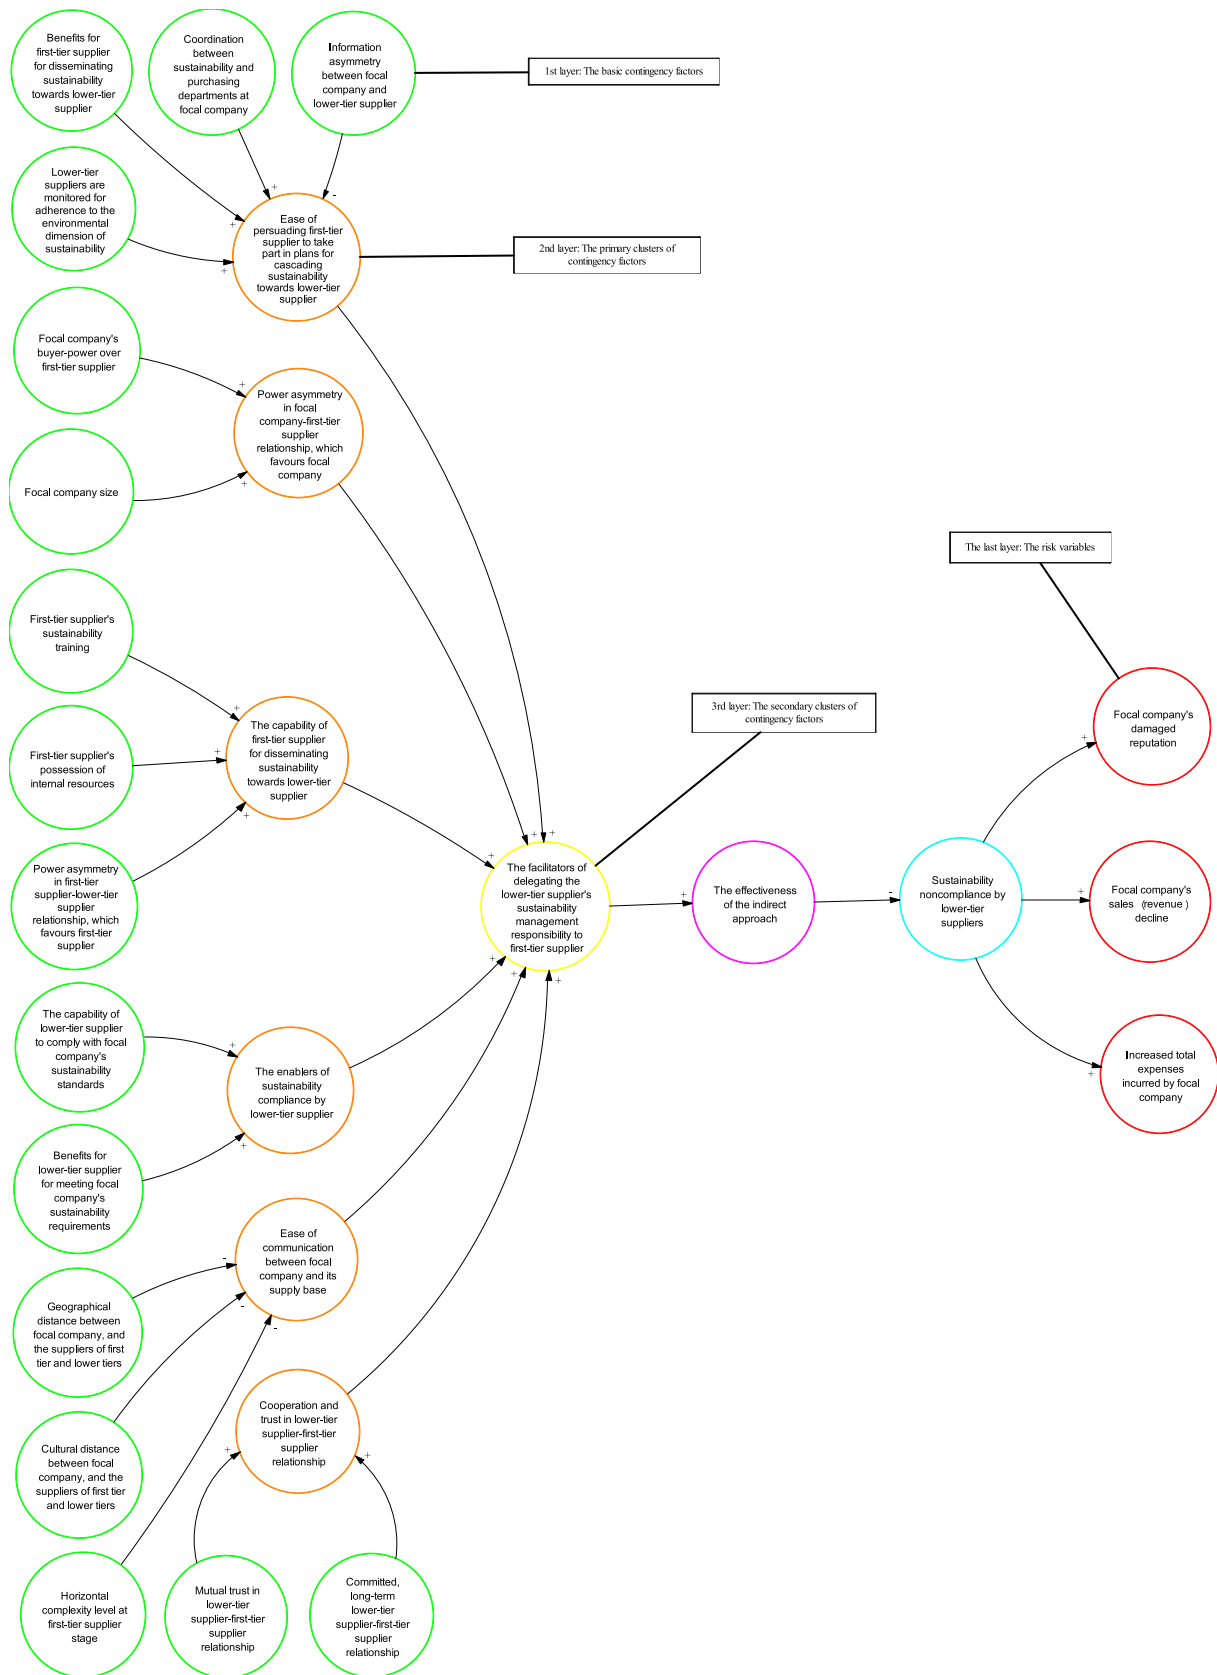 Benefits for
first-tier supplier
for disseminating
sustainability
towards lower-tier
supplier
Coordination
between
sustainability and
purchasing
departments at
focal company
Information
asymmetry
between focal
company and
lower-tier supplier
1st layer: The basic contingency factors
Lower-tier
suppliers are
monitored for
adherence to the
environmental
dimension of
sustainability
+
+
+
-
Ease of
persuading first-tier
supplier to take
part in plans for
cascading
sustainability
towards lower-tier
supplier
2nd layer: The primary clusters of
contingency factors
Focal company's
buyer-power over
first-tier supplier
+
Power asymmetry
in focal
company-first-tier
supplier
relationship, which
favours focal
company
Focal company size
+
The last layer: The risk variables
First-tier supplier's
sustainability
training
+
First-tier supplier's
possession of
internal resources
+
The capability of
first-tier supplier
for disseminating
sustainability
towards lower-tier
supplier
+
3rd layer: The secondary clusters of
contingency factors
Focal company's
damaged
reputation
+
Power asymmetry
in first-tier
supplier-lower-tier
supplier
relationship, which
favours first-tier
supplier
+
+
+
The facilitators of
delegating the
lower-tier supplier's
sustainability
management
responsibility to
first-tier supplier
+
+
+
+
The effectiveness
of the indirect
approach
-
Sustainability
noncompliance by
lower-tier
suppliers
+
Focal company's
sales (revenue )
decline
The capability of
lower-tier supplier
to comply with focal
company's
sustainability
standards
+
The enablers of
sustainability
compliance by
lower-tier supplier
+
Increased total
expenses
incurred by focal
company
+
Benefits for
lower-tier supplier
for meeting focal
company's
sustainability
requirements
Ease of
communication
between focal
company and its
supply base
-
-
-
Geographical
distance between
focal company, and
the suppliers of first
tier and lower tiers
Cooperation and
trust in lower-tier
supplier-first-tier
supplier
relationship
+
+
Cultural distance
between focal
company, and the
suppliers of first tier
and lower tiers
Horizontal
complexity level at
first-tier supplier
stage
Mutual trust in
lower-tier
supplier-first-tier
supplier
relationship
Committed,
long-term
lower-tier
supplier-first-tier
supplier
relationship